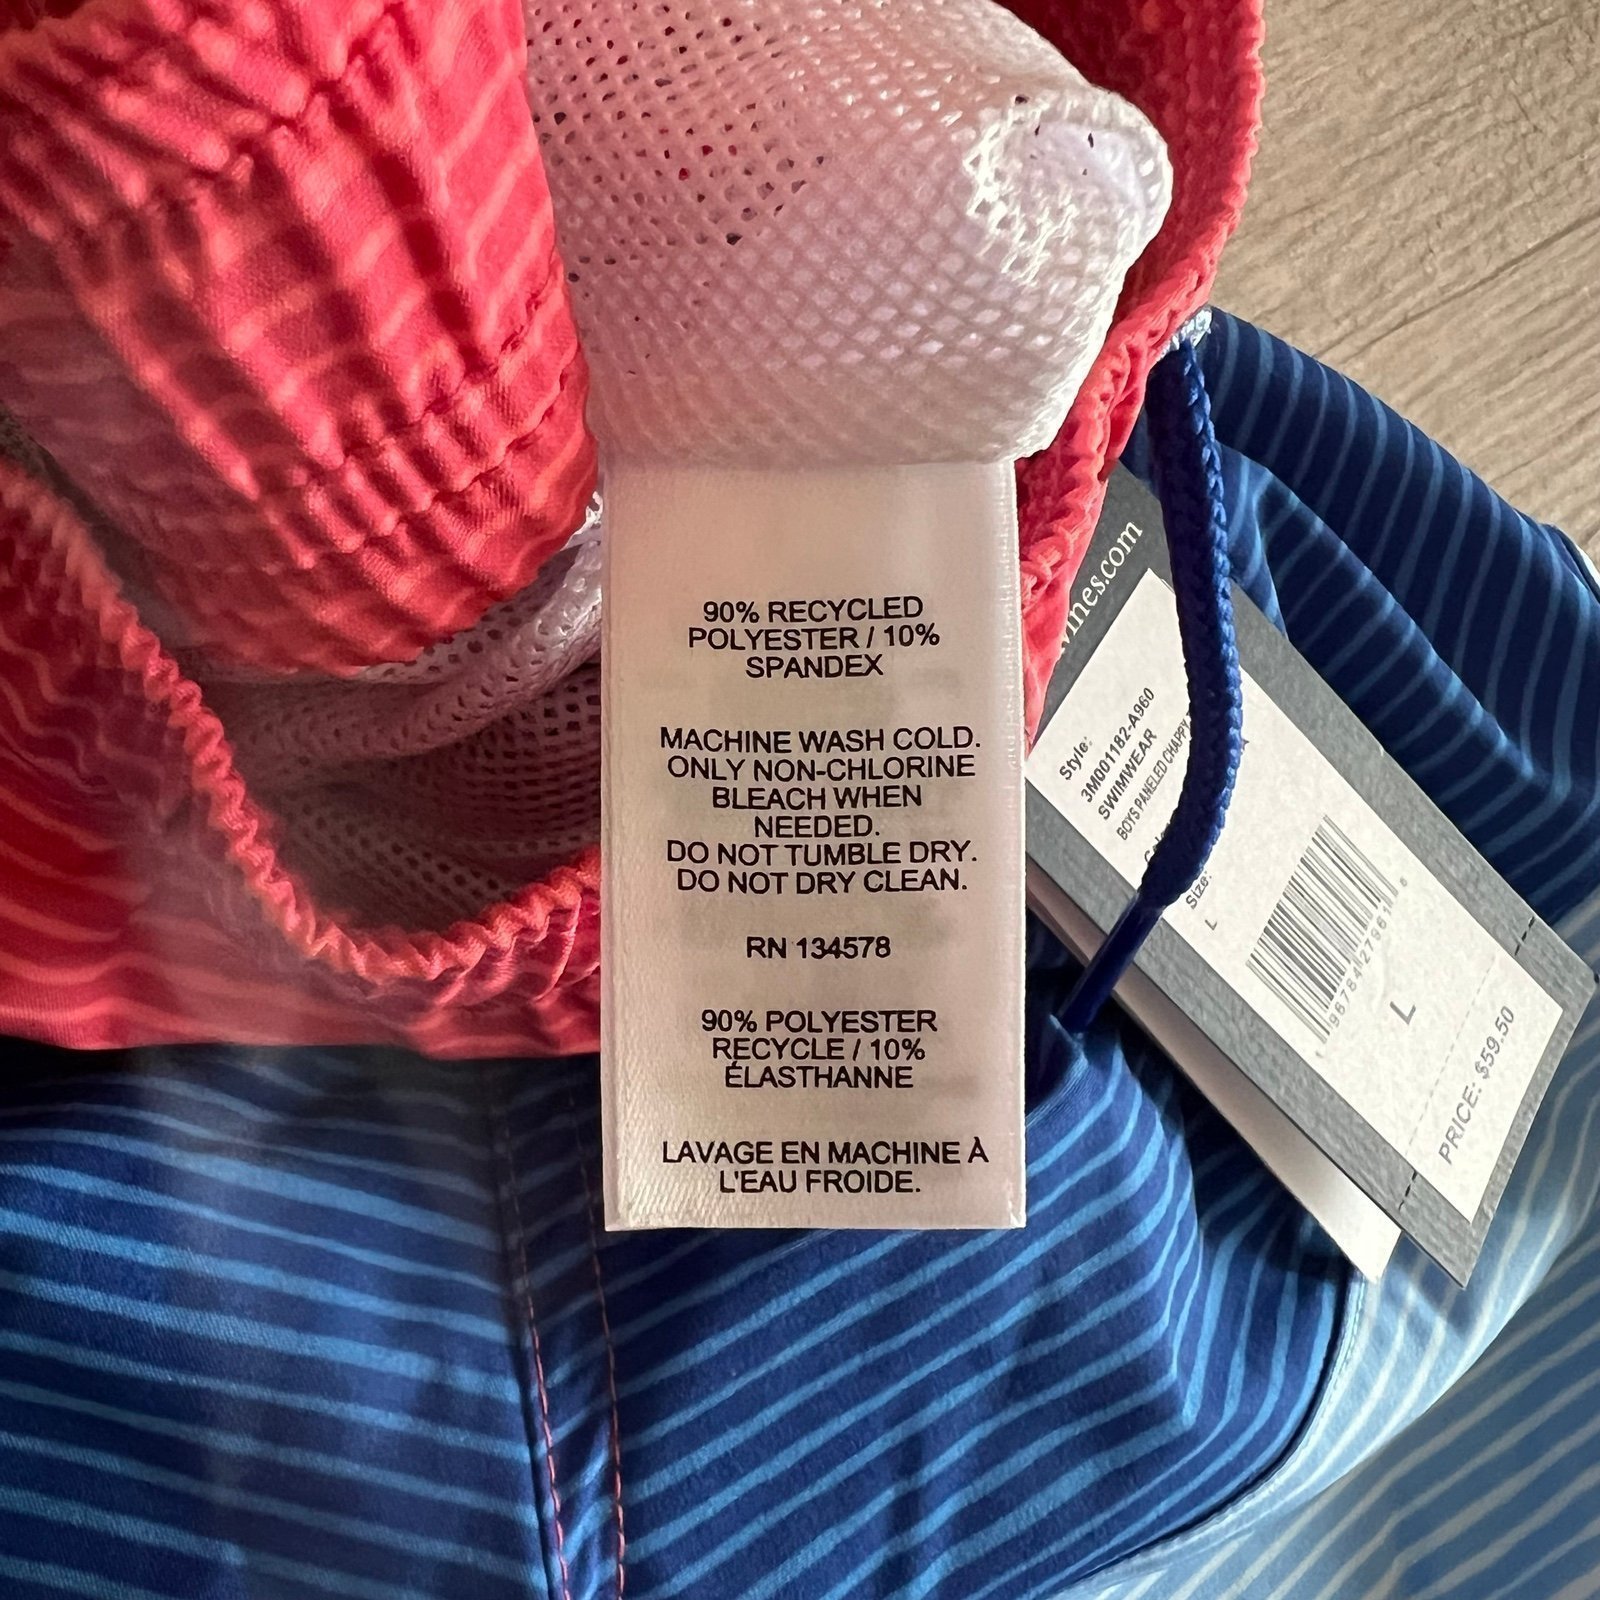 90% RECYCLED
POLYESTER / 10%
SPANDEX
MACHINE WASH COLD.
ONLY NON-CHLORINE
BLEACH WHEN
NEEDED.
DO NOT TUMBLE DRY.
DO NOT DRY CLEAN.
RN 134578
90% POLYESTER
RECYCLE / 10%
ÉLASTHANNE
LAVAGE EN MACHINE À
L'EAU FROIDE.
vines.com
Style:
3M001182-A960
SWIMWEAR
BOYS PANELED CHAPPY
Size:
L
L
PRICE: $59.50